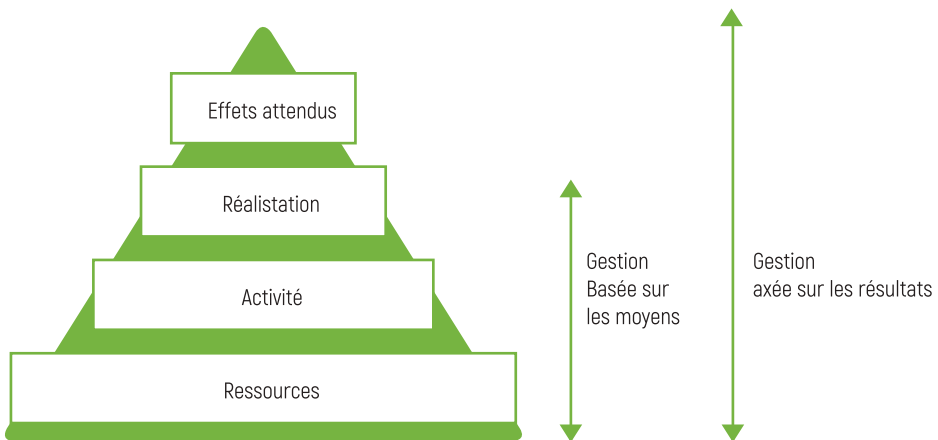 Effets attendus
Réalistation
Activité
Ressources
Gestion
Basée sur
les moyens
Gestion
axée sur les résultats